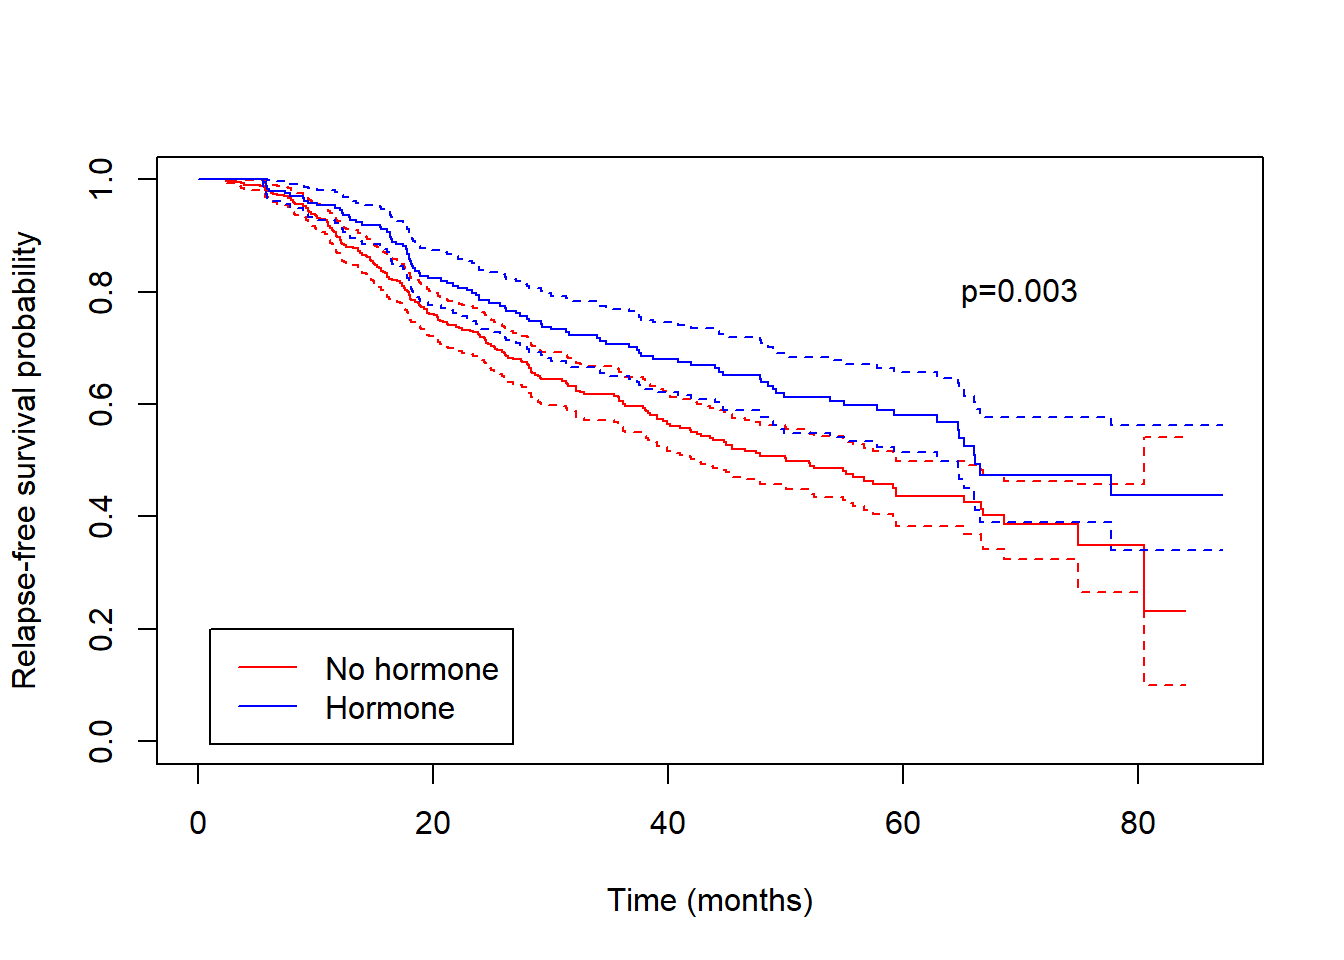 Relapse-free survival probability
1.0
0.8
0.6
0.4
0.2
0.0
p=0.003
No hormone
Hormone
0 20 40 60 80
Time (months)